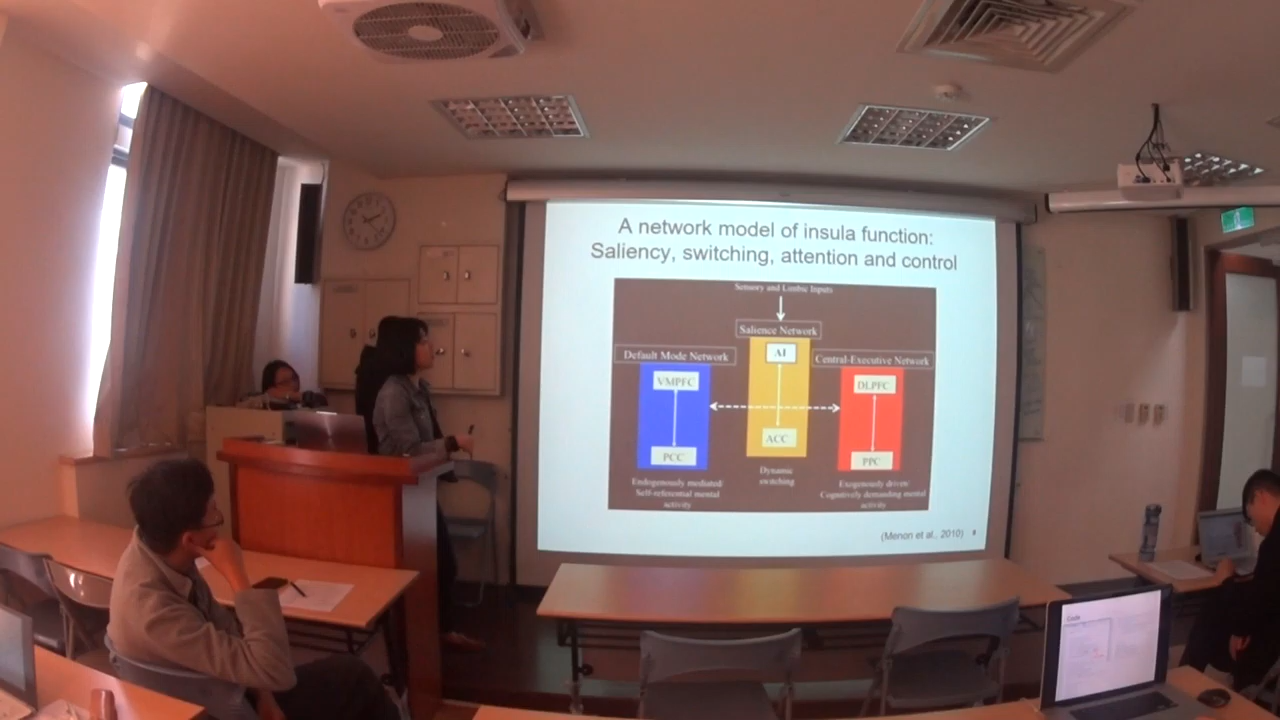 A network model of insula function:
Saliency, switching, attention and control
Sensory and Limbic Inputs
Salience Network
AI
Default Mode Network
Central-Executive Network
VMPFC
DLPFC
ACC
PCC
PPC
Dynamic
switching
Endogenously mediated/
Self-referential mental
activity
Exogenously driven/
Cognitively demanding mental
activity
(Menon et al., 2010)
Code